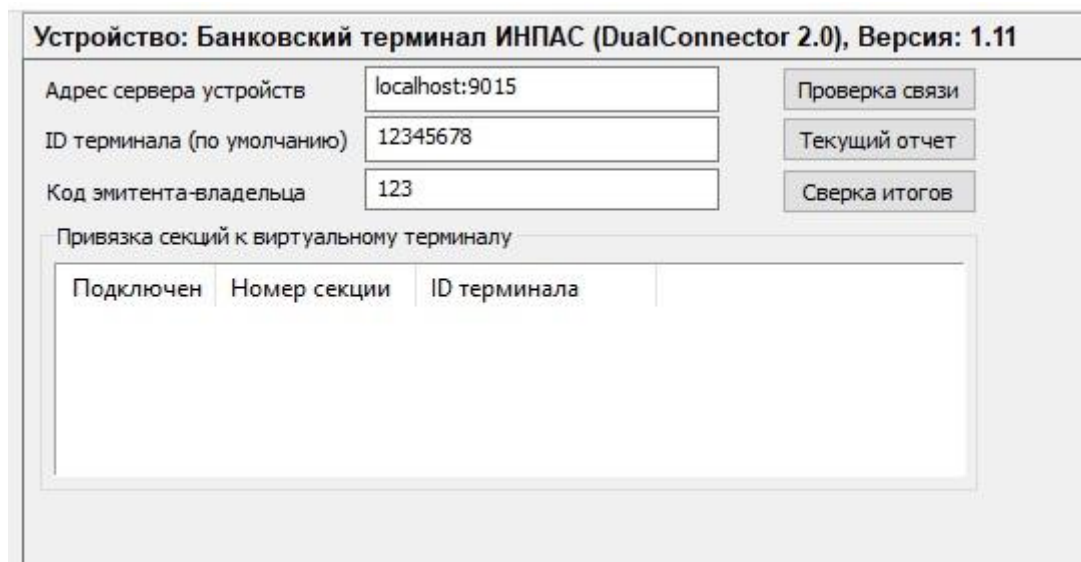 Устройство: Банковский терминал ИНПАС (DualConnector 2.0), Версия: 1.11
Адрес сервера устройств localhost:9015 Проверка связи
ID терминала (по умолчанию) 12345678 Текущий отчет
Код эмитента-владельца 123 Сверка итогов
Привязка секций к виртуальному терминалу
Подключен Номер секции ID терминала